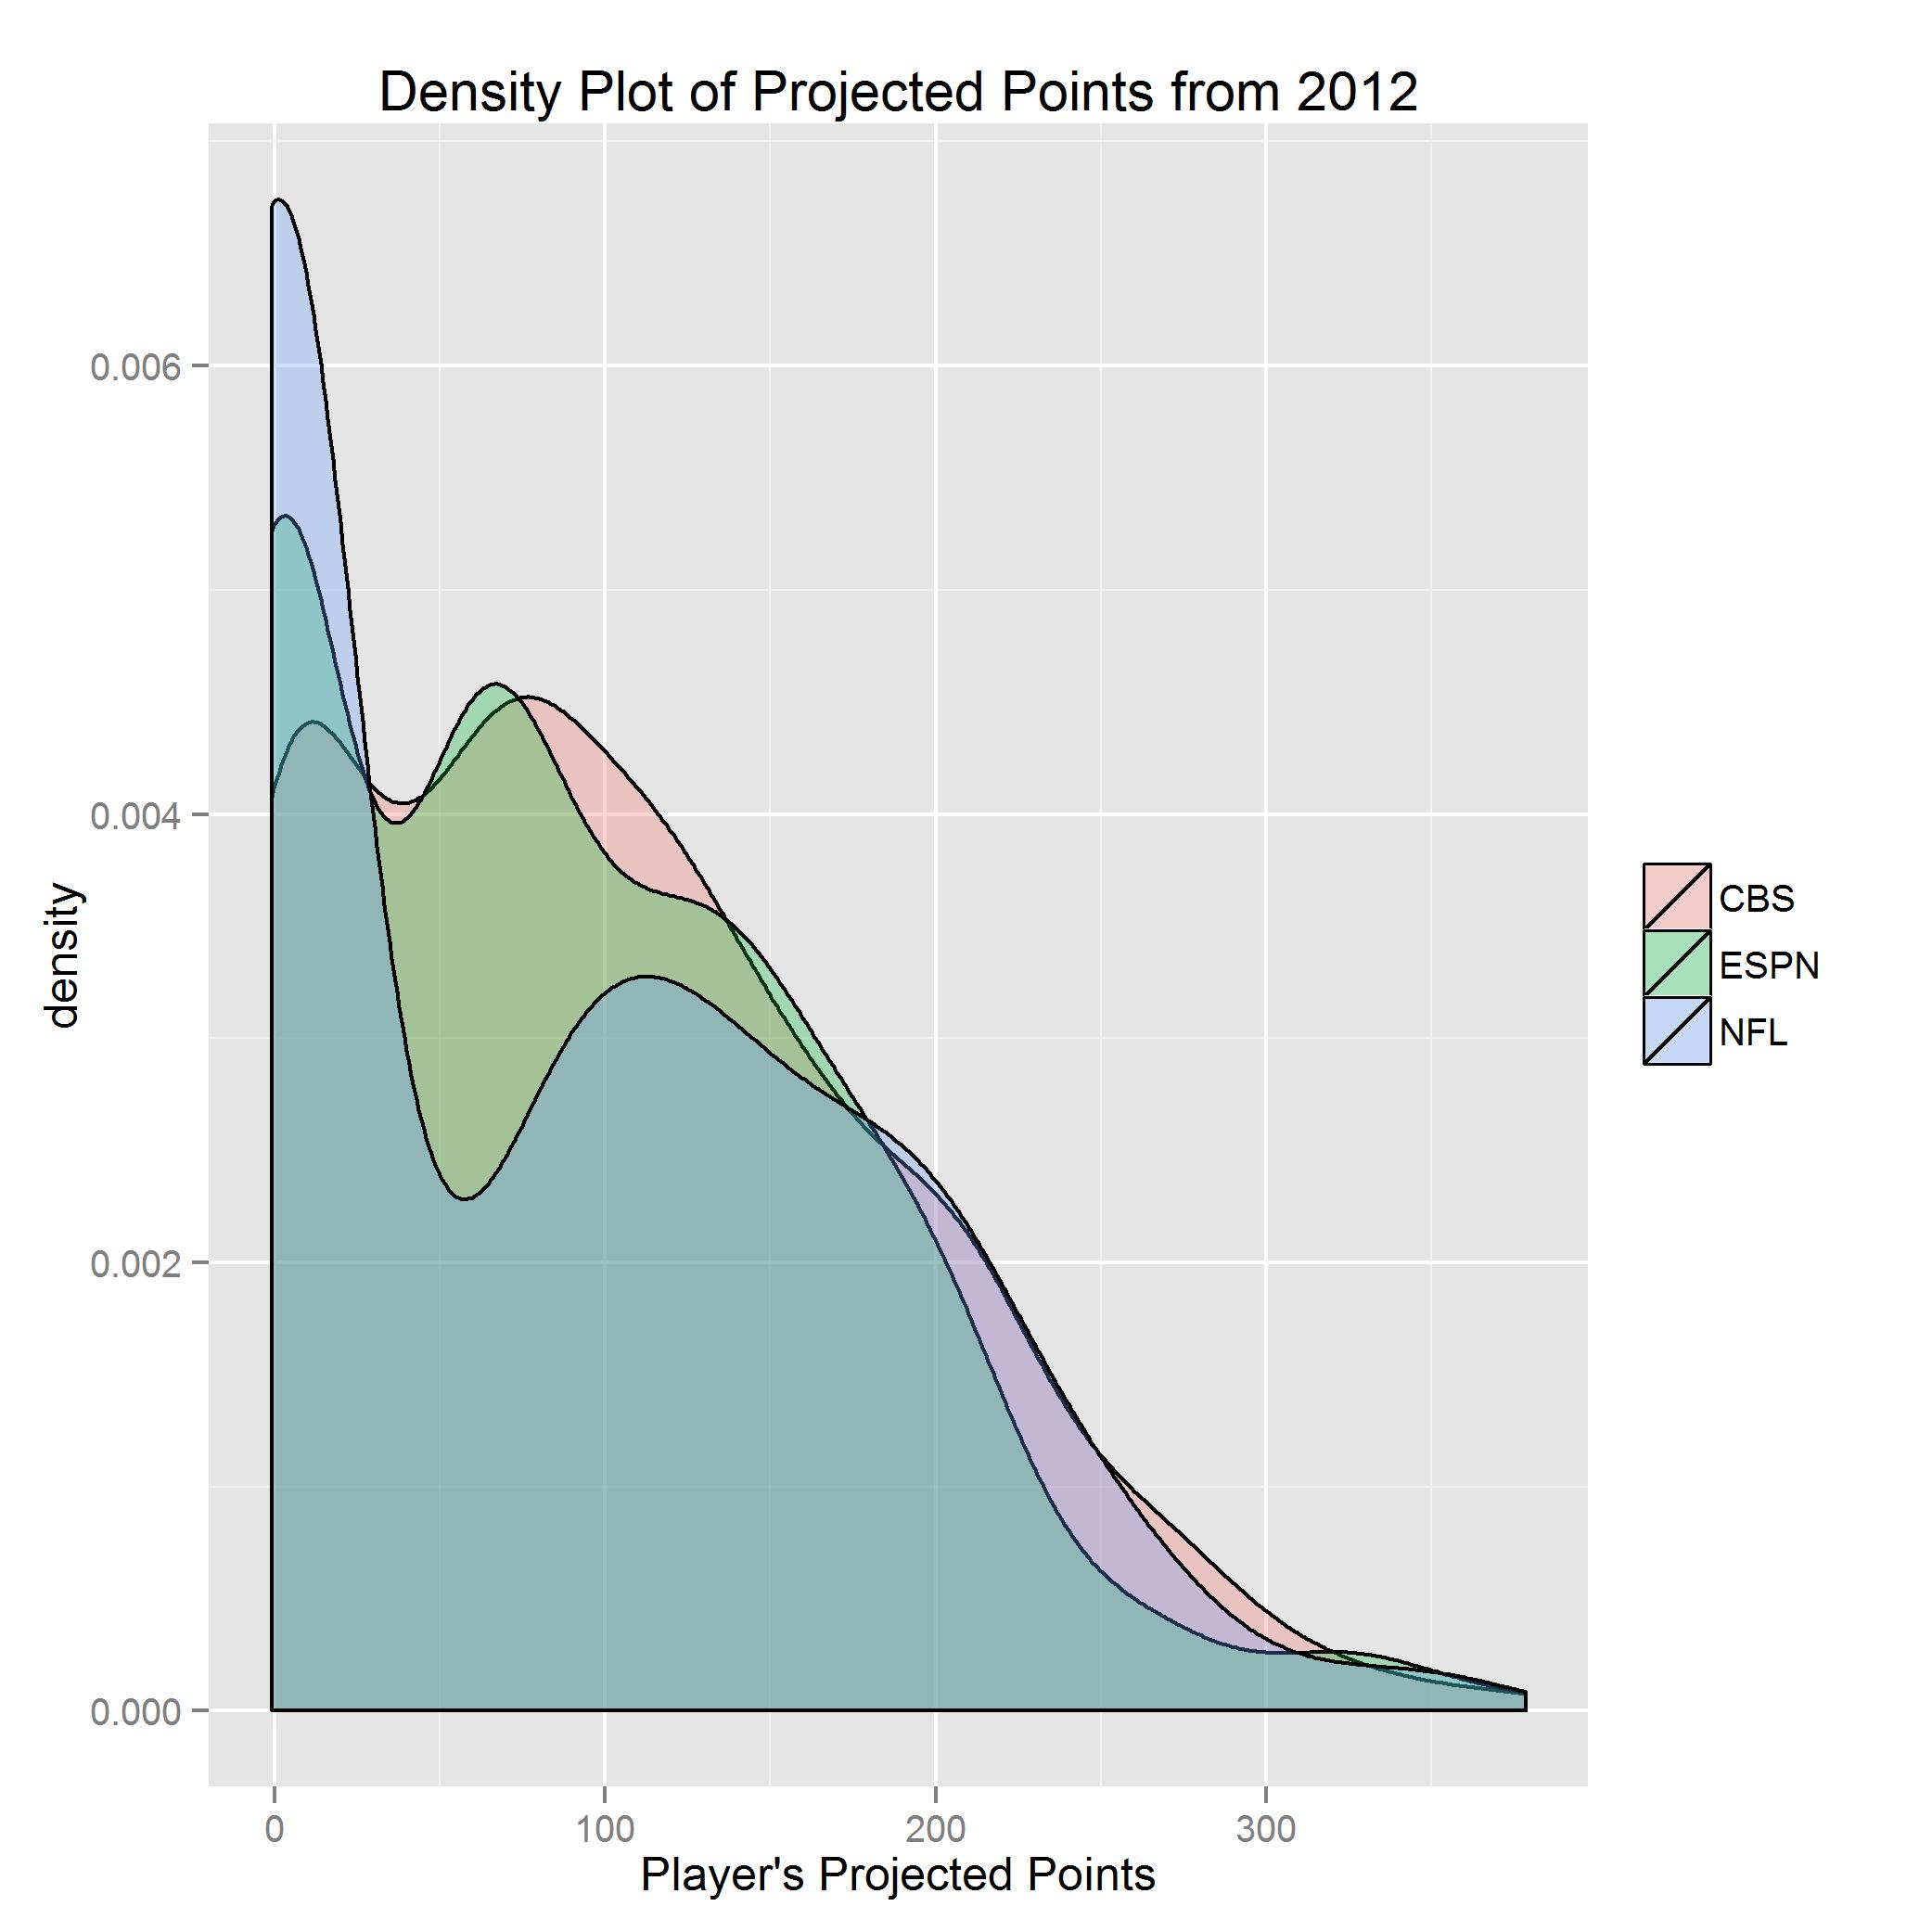 Density Plot of Projected Points from 2012
density
0.006
0.004
0.002
0.000
0
100
200
300
Player's Projected Points
CBS
ESPN
NFL